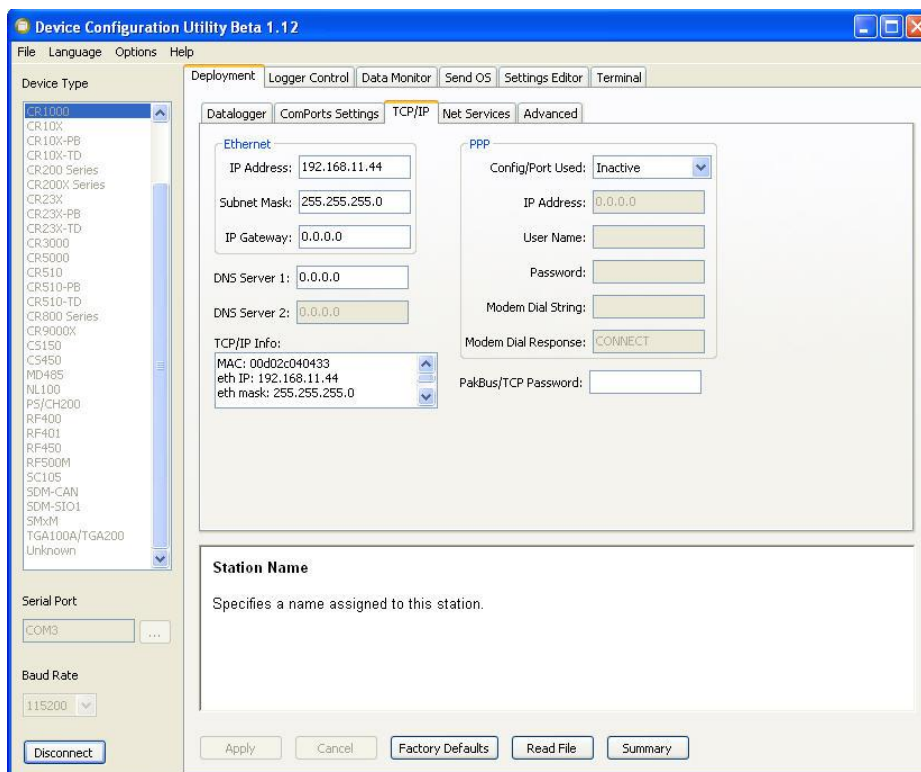 Device Configuration Utility Beta 1.12
File Language Options Help
Device Type
CR1000
CR10X
CR10X-PB
CR10X-TD
CR200 Series
CR200X Series
CR23X
CR23X-PB
CR23X-TD
CR3000
CR5000
CR510
CR510-PB
CR510-TD
CR800 Series
CR9000X
CS150
CS450
MD485
NL100
PS/CH200
RF400
RF401
RF450
RF500M
SC105
SDM-CAN
SDM-SIO1
SMxM
TGA100A/TGA200
Unknown
Serial Port
COM3
...
Baud Rate
115200
Disconnect
Deployment Logger Control Data Monitor Send OS Settings Editor Terminal
Datalogger ComPorts Settings TCP/IP Net Services Advanced
Ethernet
IP Address: 192.168.11.44
Subnet Mask: 255.255.255.0
IP Gateway: 0.0.0.0
DNS Server 1: 0.0.0.0
DNS Server 2: 0.0.0.0
TCP/IP Info:
MAC: 00d02c040433
eth IP: 192.168.11.44
eth mask: 255.255.255.0
PPP
Config/Port Used: Inactive
IP Address: 0.0.0.0
User Name:
Password:
Modem Dial String:
Modem Dial Response: CONNECT
PakBus/TCP Password:
Station Name
Specifies a name assigned to this station.
Apply Cancel Factory Defaults Read File Summary